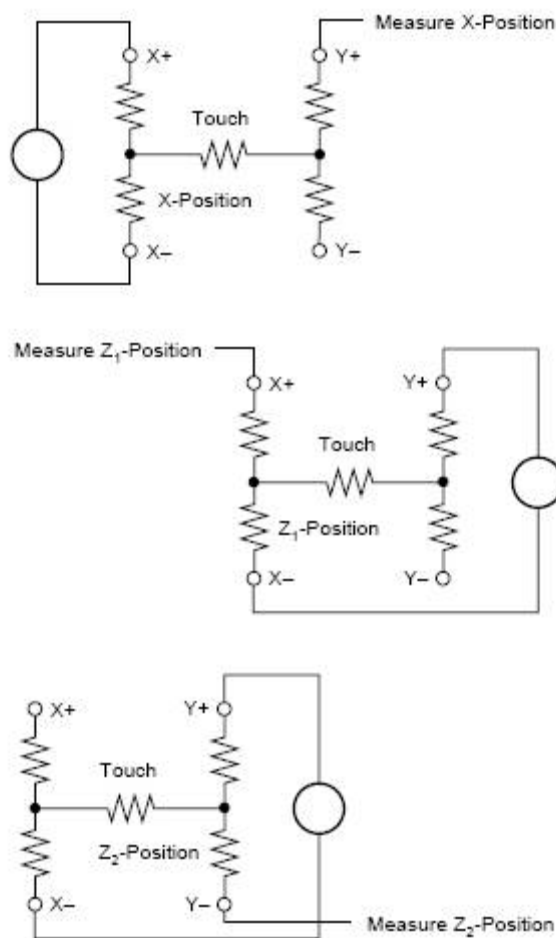 Measure X-Position
X+
Y+
Touch
X-Position
X–
Y–
Measure Z₁-Position
X+
Y+
Touch
Z₁-Position
X–
Y–
X+
Y+
Touch
Z₂-Position
X–
Y–
Measure Z₂-Position